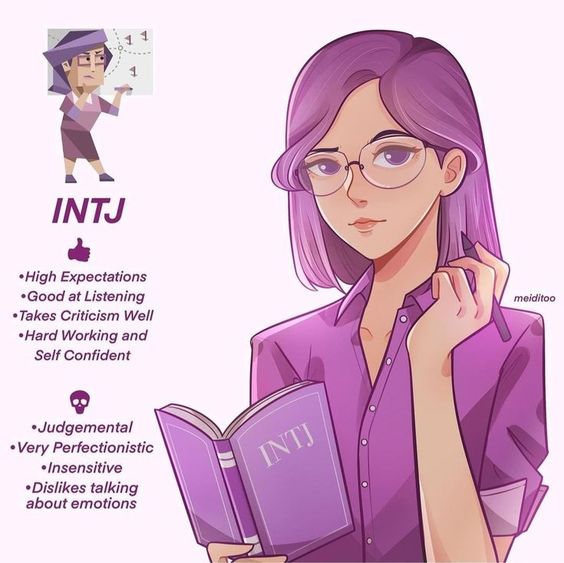 INTJ
•High Expectations
•Good at Listening
•Takes Criticism Well
•Hard Working and
Self Confident
•Judgemental
•Very Perfectionistic
•Insensitive
•Dislikes talking
about emotions
INTJ
meiditoo